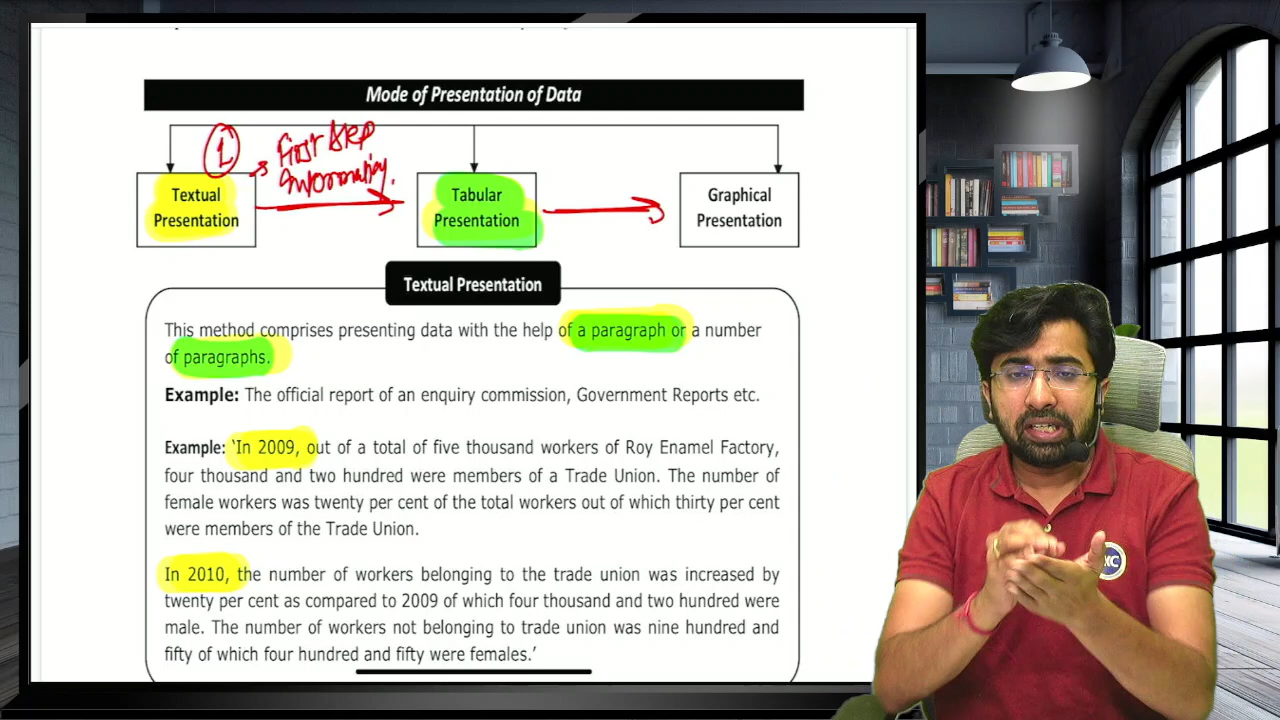 Mode of Presentation of Data
1
First step
Information.
Textual
Presentation
Tabular
Presentation
Graphical
Presentation
Textual Presentation
This method comprises presenting data with the help of a paragraph or a number
of paragraphs.
Example: The official report of an enquiry commission, Government Reports etc.
Example: 'In 2009, out of a total of five thousand workers of Roy Enamel Factory,
four thousand and two hundred were members of a Trade Union. The number of
female workers was twenty per cent of the total workers out of which thirty per cent
were members of the Trade Union.
In 2010, the number of workers belonging to the trade union was increased by
twenty per cent as compared to 2009 of which four thousand and two hundred were
male. The number of workers not belonging to trade union was nine hundred and
fifty of which four hundred and fifty were females.'